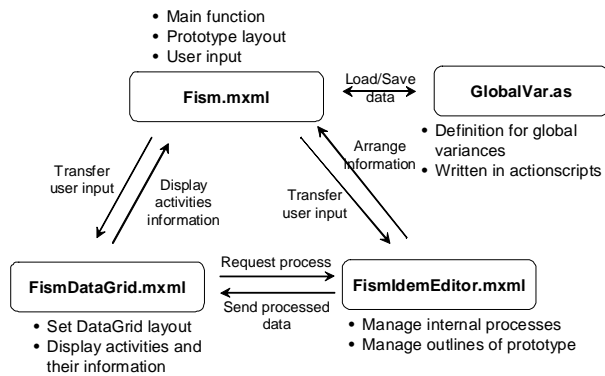 • Main function
• Prototype layout
• User input
Fism.mxml
Load/Save
data
GlobalVar.as
• Definition for global
variances
• Written in actionscripts
Transfer
user input
Display
activities
information
Arrange
information
Transfer
user input
FismDataGrid.mxml
Request process
Send processed
data
FismIdemEditor.mxml
• Set DataGrid layout
• Display activities and
their information
• Manage internal processes
• Manage outlines of prototype